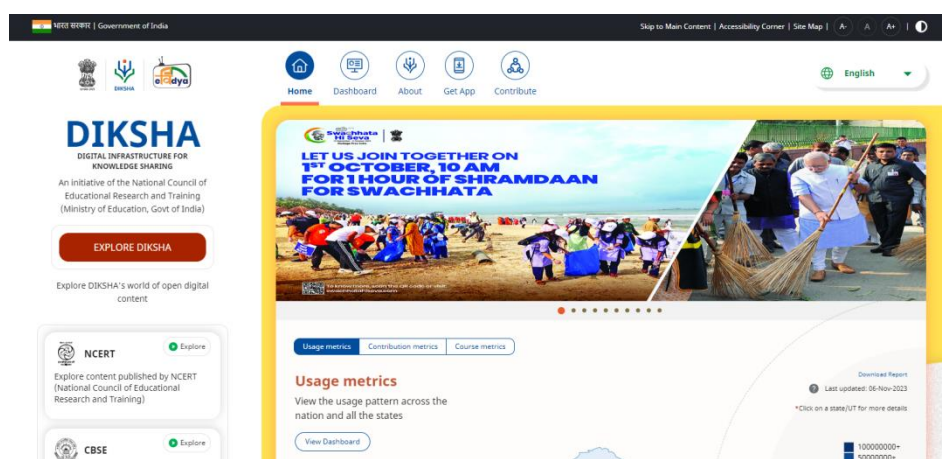 भारत सरकार | Government of India
Skip to Main Content | Accessibility Corner | Site Map | A- A A+ |
DIKSHA
Home
Dashboard
About
Get App
Contribute
English
DIKSHA
DIGITAL INFRASTRUCTURE FOR
KNOWLEDGE SHARING
An initiative of the National Council of
Educational Research and Training
(Ministry of Education, Govt of India)
EXPLORE DIKSHA
Explore DIKSHA's world of open digital
content
NCERT
Explore
Explore content published by NCERT
(National Council of Educational
Research and Training)
CBSE
Explore
Swachhata
Hi Seva
LET US JOIN TOGETHER ON
1ST OCTOBER, 10 AM
FOR 1 HOUR OF SHRAMDAAN
FOR SWACHHATA
Usage metrics
Contribution metrics
Course metrics
Usage metrics
View the usage pattern across the
nation and all the states
View Dashboard
Download Report
Last updated: 06-Nov-2023
*Click on a state/UT for more details
100000000+
50000000+